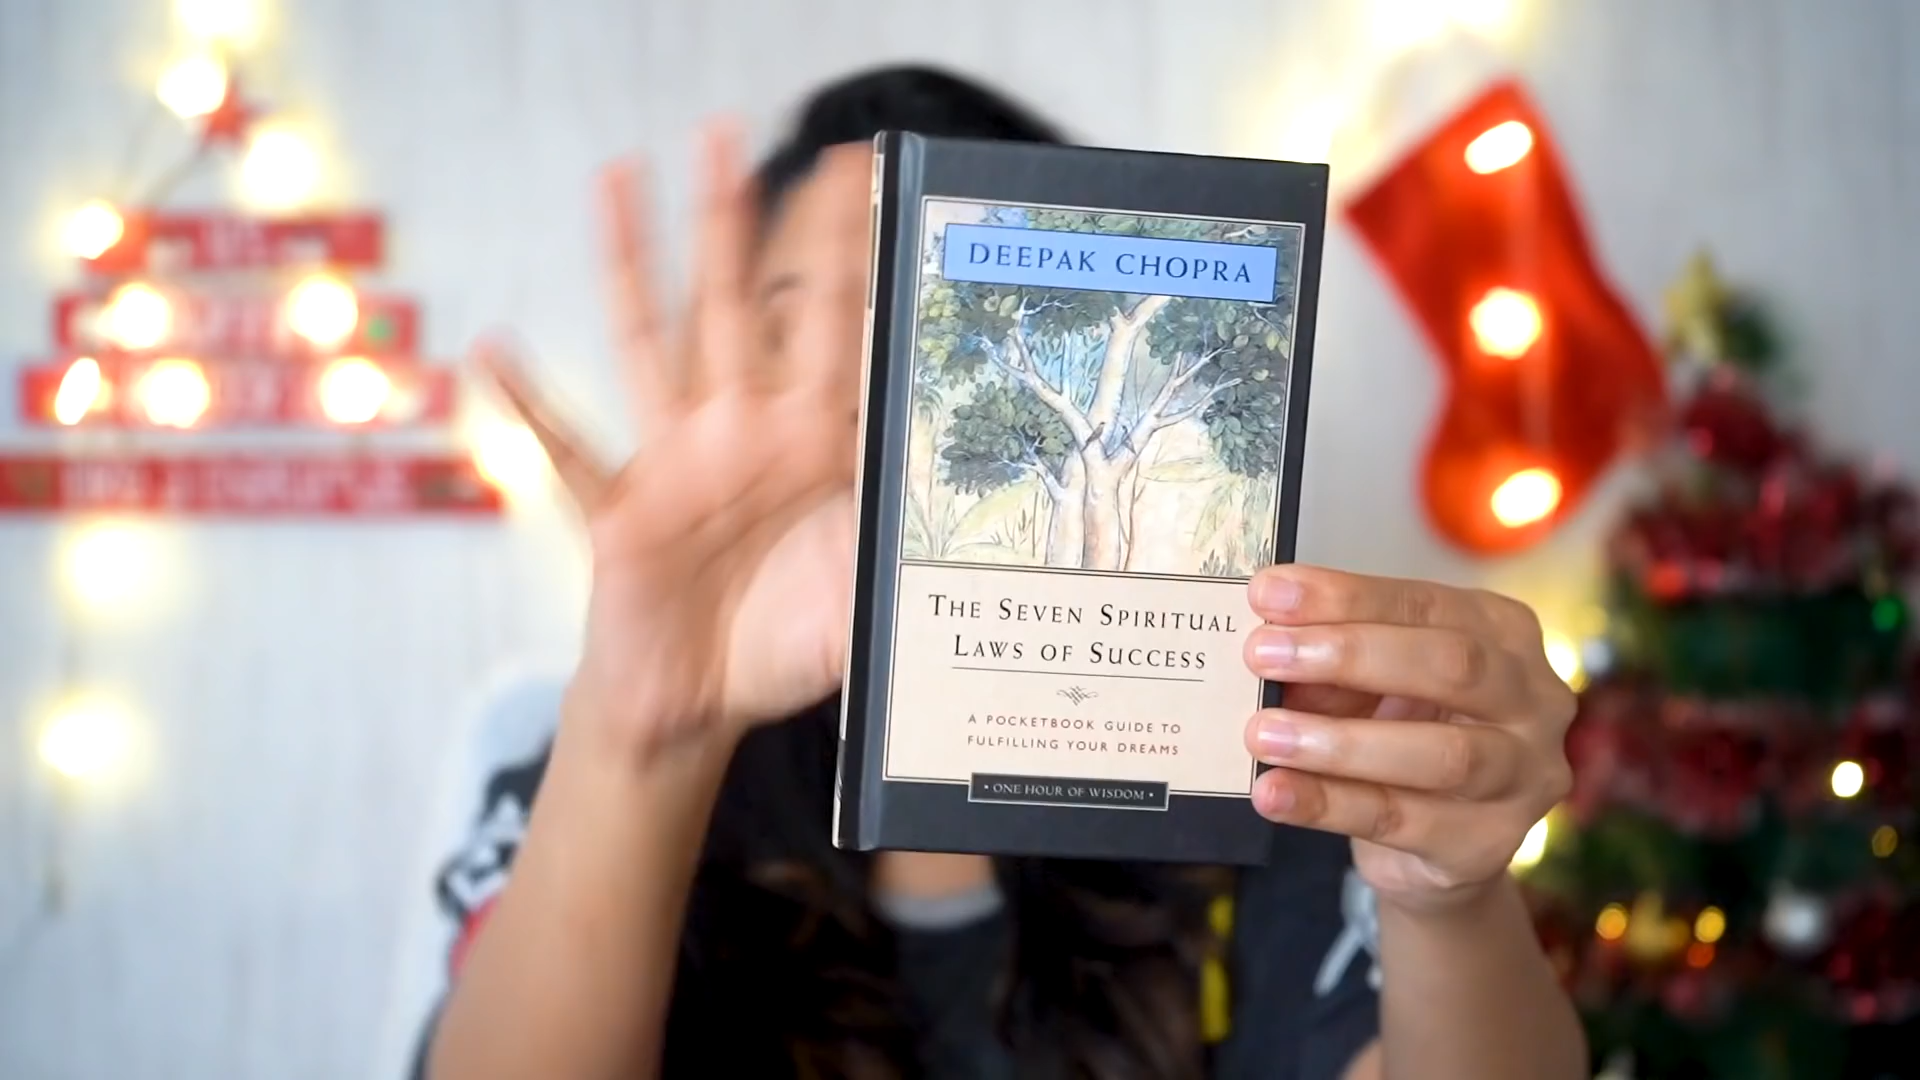 DEEPAK CHOPRA
THE SEVEN SPIRITUAL
LAWS OF SUCCESS
A POCKETBOOK GUIDE TO
FULFILLING YOUR DREAMS
• ONE HOUR OF WISDOM •